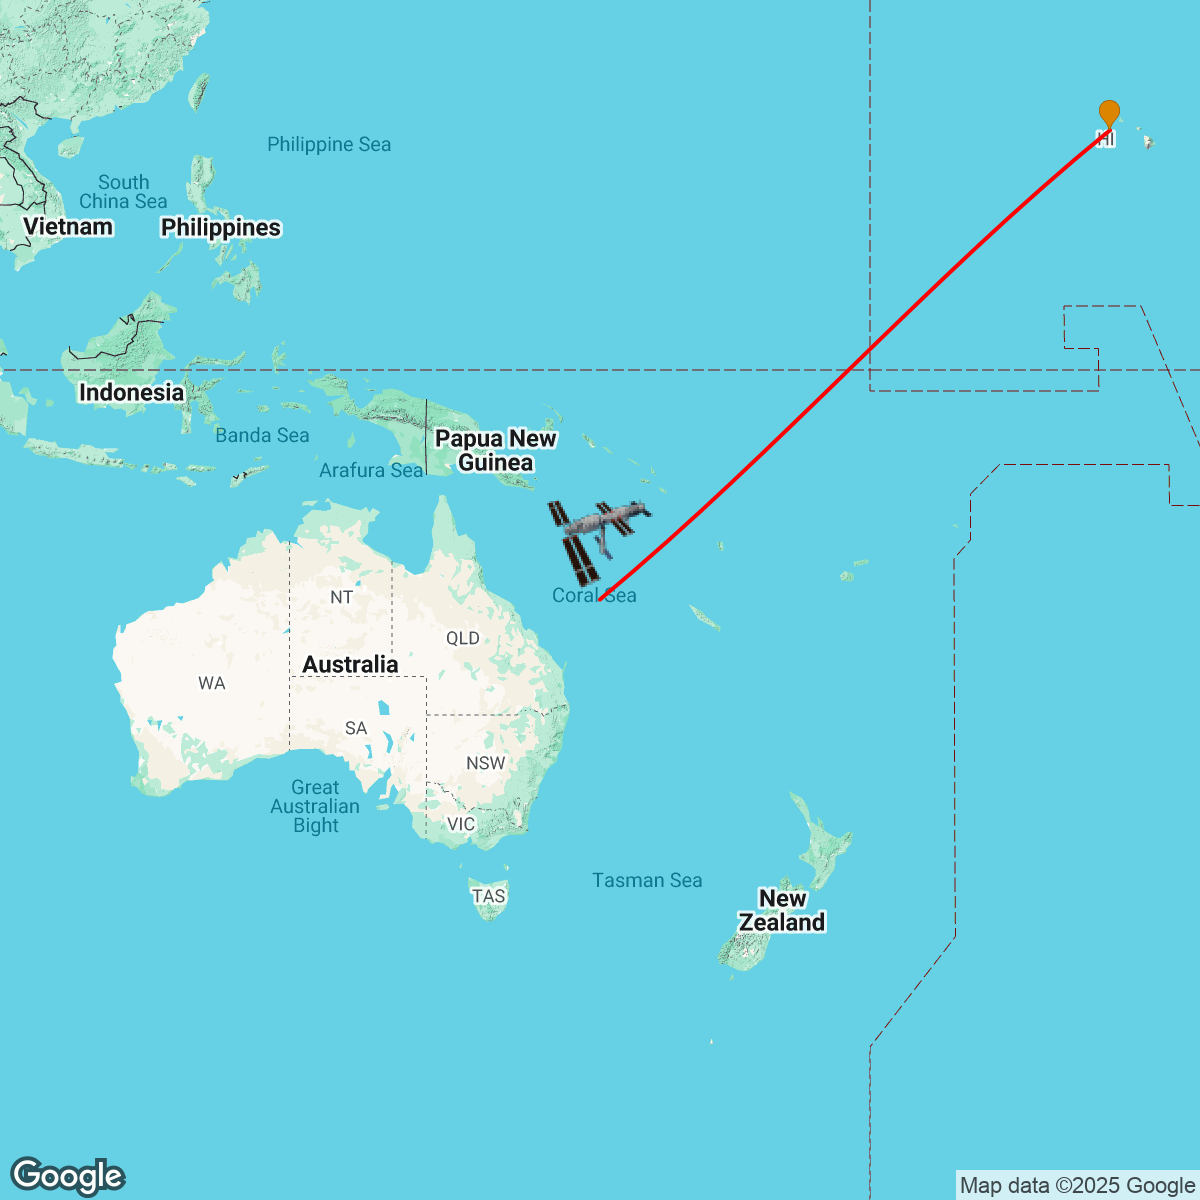 HI
Philippine Sea
South
China Sea
Vietnam
Philippines
Indonesia
Banda Sea
Papua New
Guinea
Arafura Sea
Coral Sea
NT
QLD
Australia
WA
SA
NSW
Great
Australian
Bight
VIC
Tasman Sea
TAS
New
Zealand
Google
Map data ©2025 Google